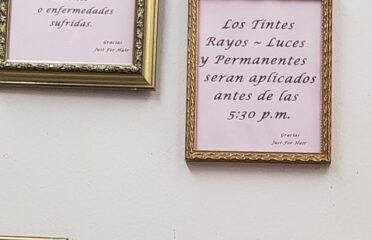 o enfermedades
sufridas.
Gracias
Just For Hair
Los Tintes
Rayos ~ Luces
y Permanentes
seran aplicados
antes de las
5:30 p.m.
Gracias
Just For Hair